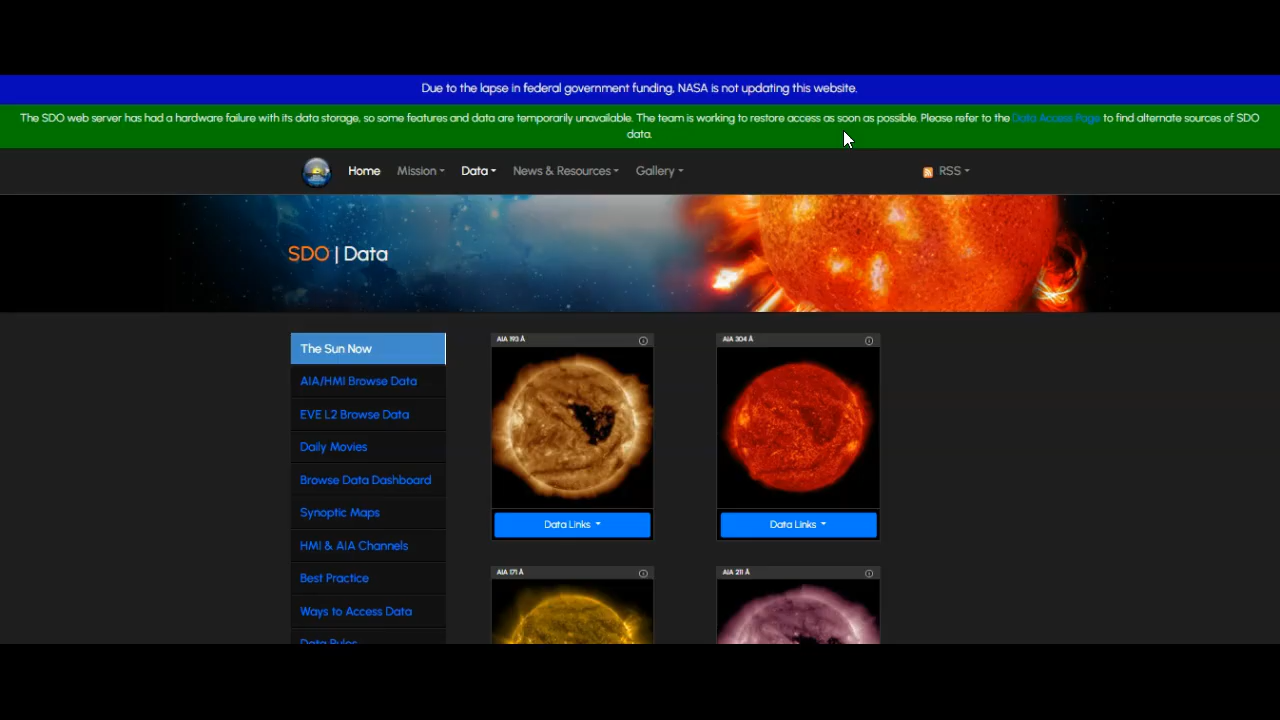 Due to the lapse in federal government funding, NASA is not updating this website.
The SDO web server has had a hardware failure with its data storage, so some features and data are temporarily unavailable. The team is working to restore access as soon as possible. Please refer to the Data Access Page to find alternate sources of SDO
data.
Home Mission Data News & Resources Gallery RSS
SDO | Data
The Sun Now
AIA/HMI Browse Data
EVE L2 Browse Data
Daily Movies
Browse Data Dashboard
Synoptic Maps
HMI & AIA Channels
Best Practice
Ways to Access Data
Data Rules
AIA 193 Å
AIA 304 Å
Data Links
Data Links
AIA 171 Å
AIA 211 Å